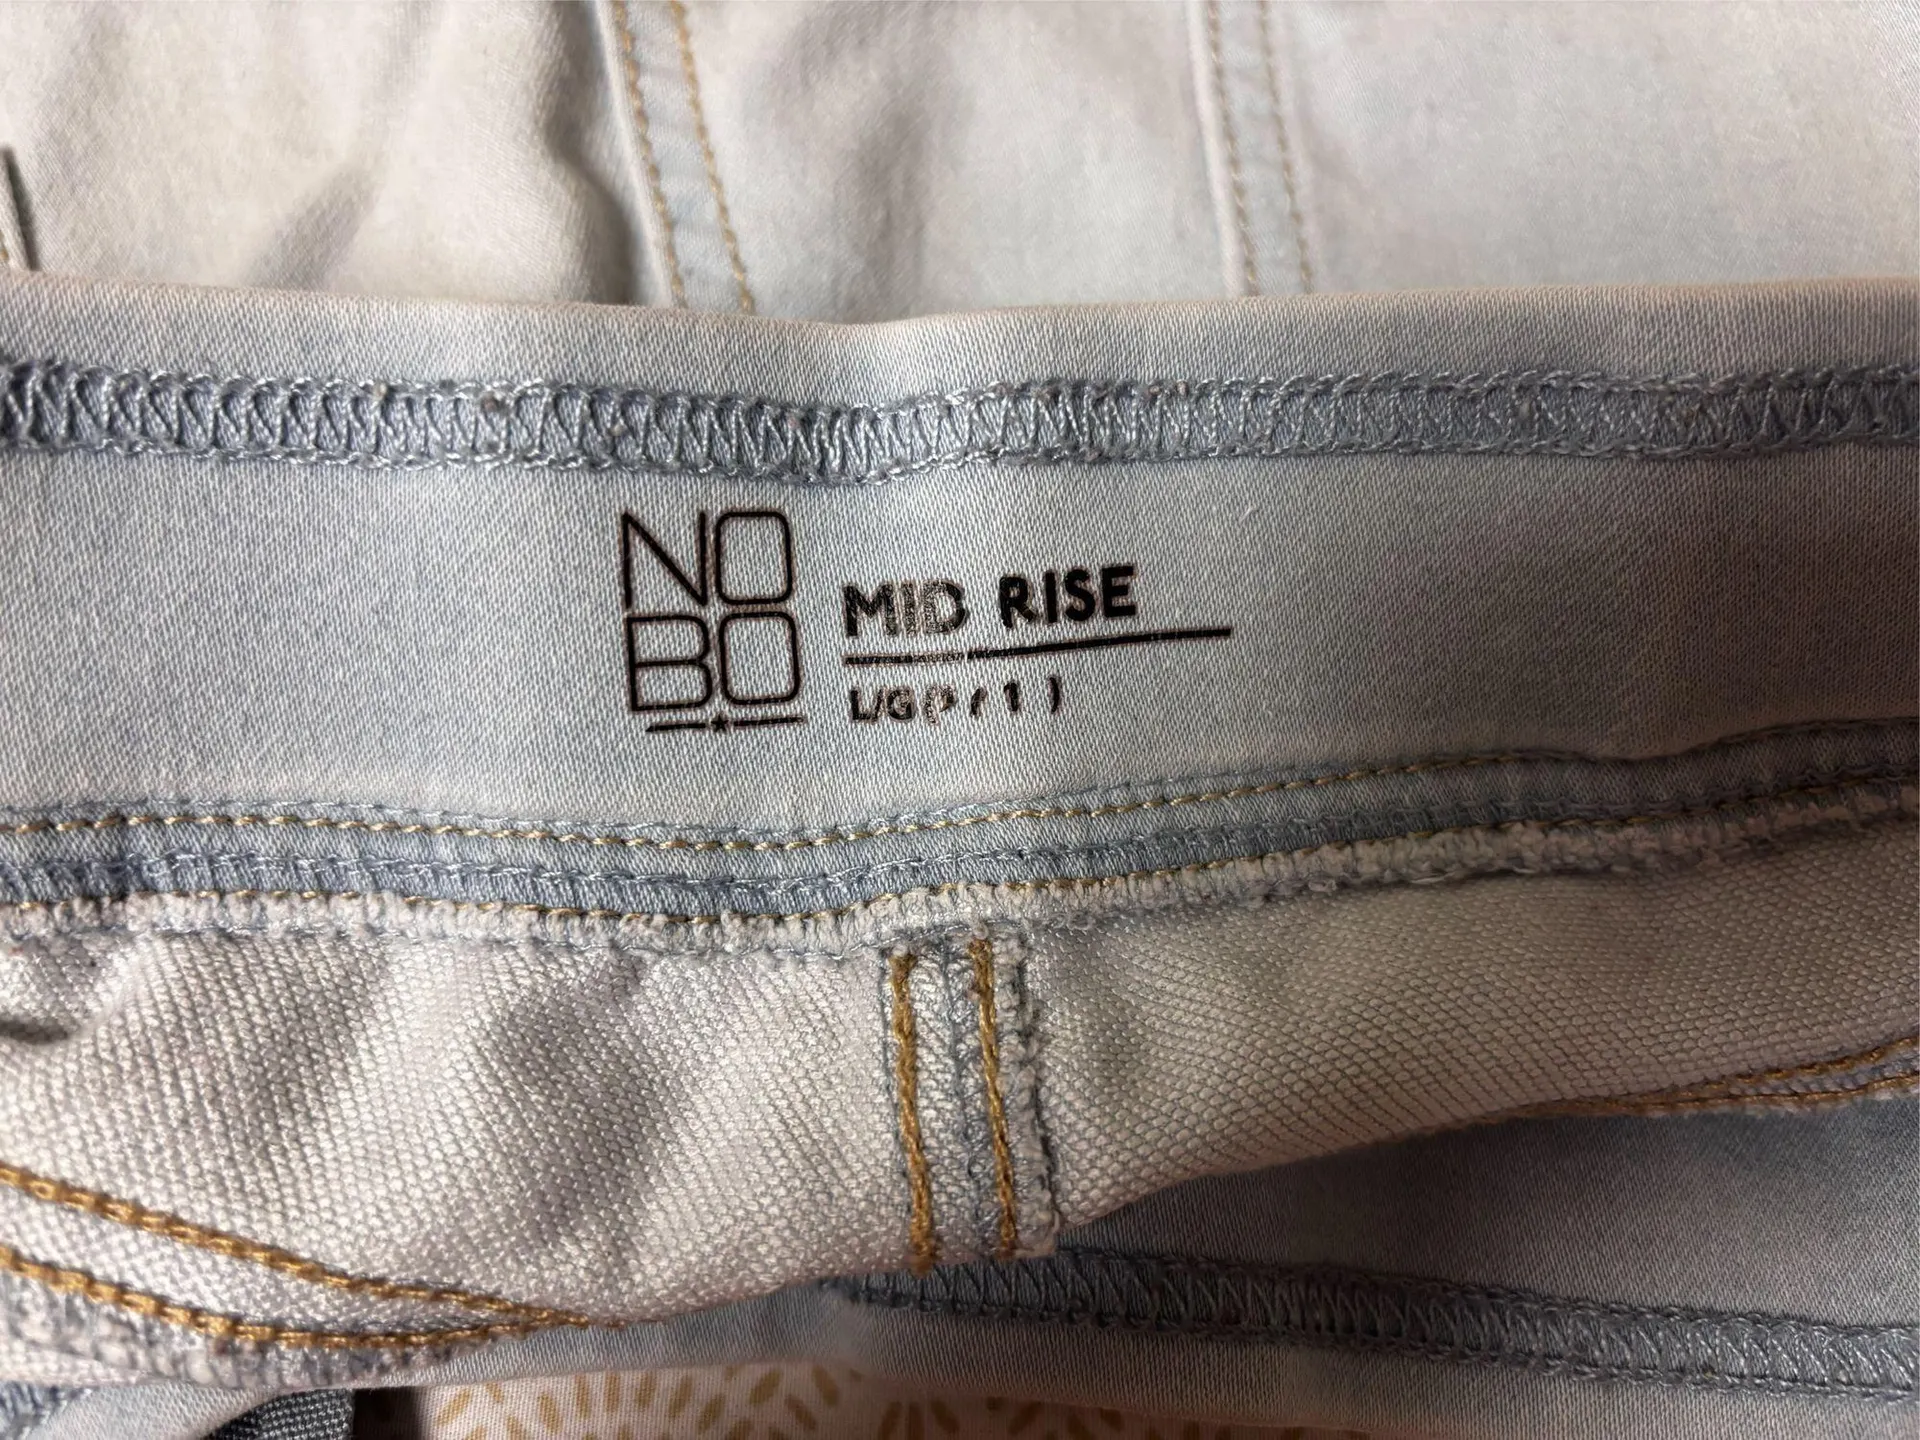 NO
BO
MID RISE
L/G